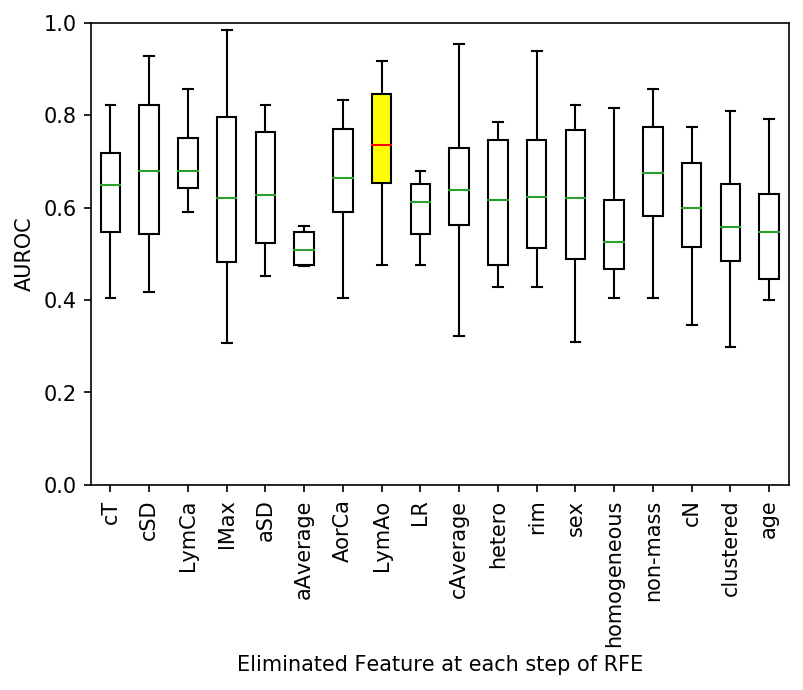 1.0
0.8
0.6
0.4
0.2
0.0
AUROC
cT
cSD
LymCa
lMax
aSD
aAverage
AorCa
LymAo
LR
cAverage
hetero
rim
sex
homogeneous
non-mass
cN
clustered
age
Eliminated Feature at each step of RFE